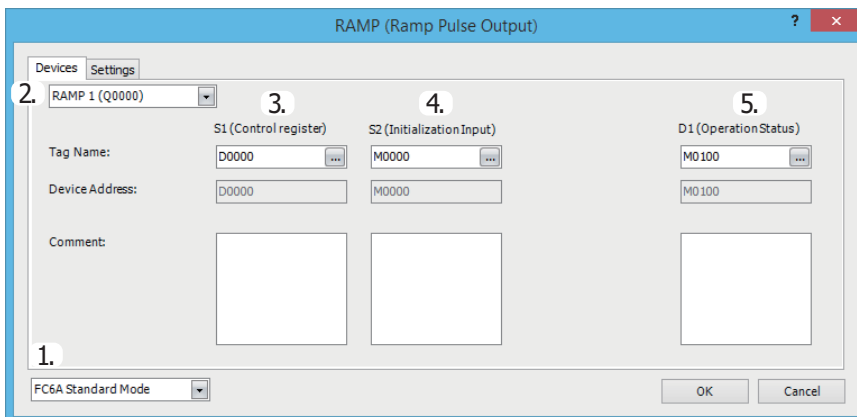 RAMP (Ramp Pulse Output)
? ×
Devices Settings
2. RAMP 1 (Q0000)
3. 4. 5.
S1 (Control register) S2 (Initialization Input) D1 (Operation Status)
Tag Name: D0000 ... M0000 ... M0100 ...
Device Address: D0000 M0000 M0100
Comment:
1.
FC6A Standard Mode OK Cancel